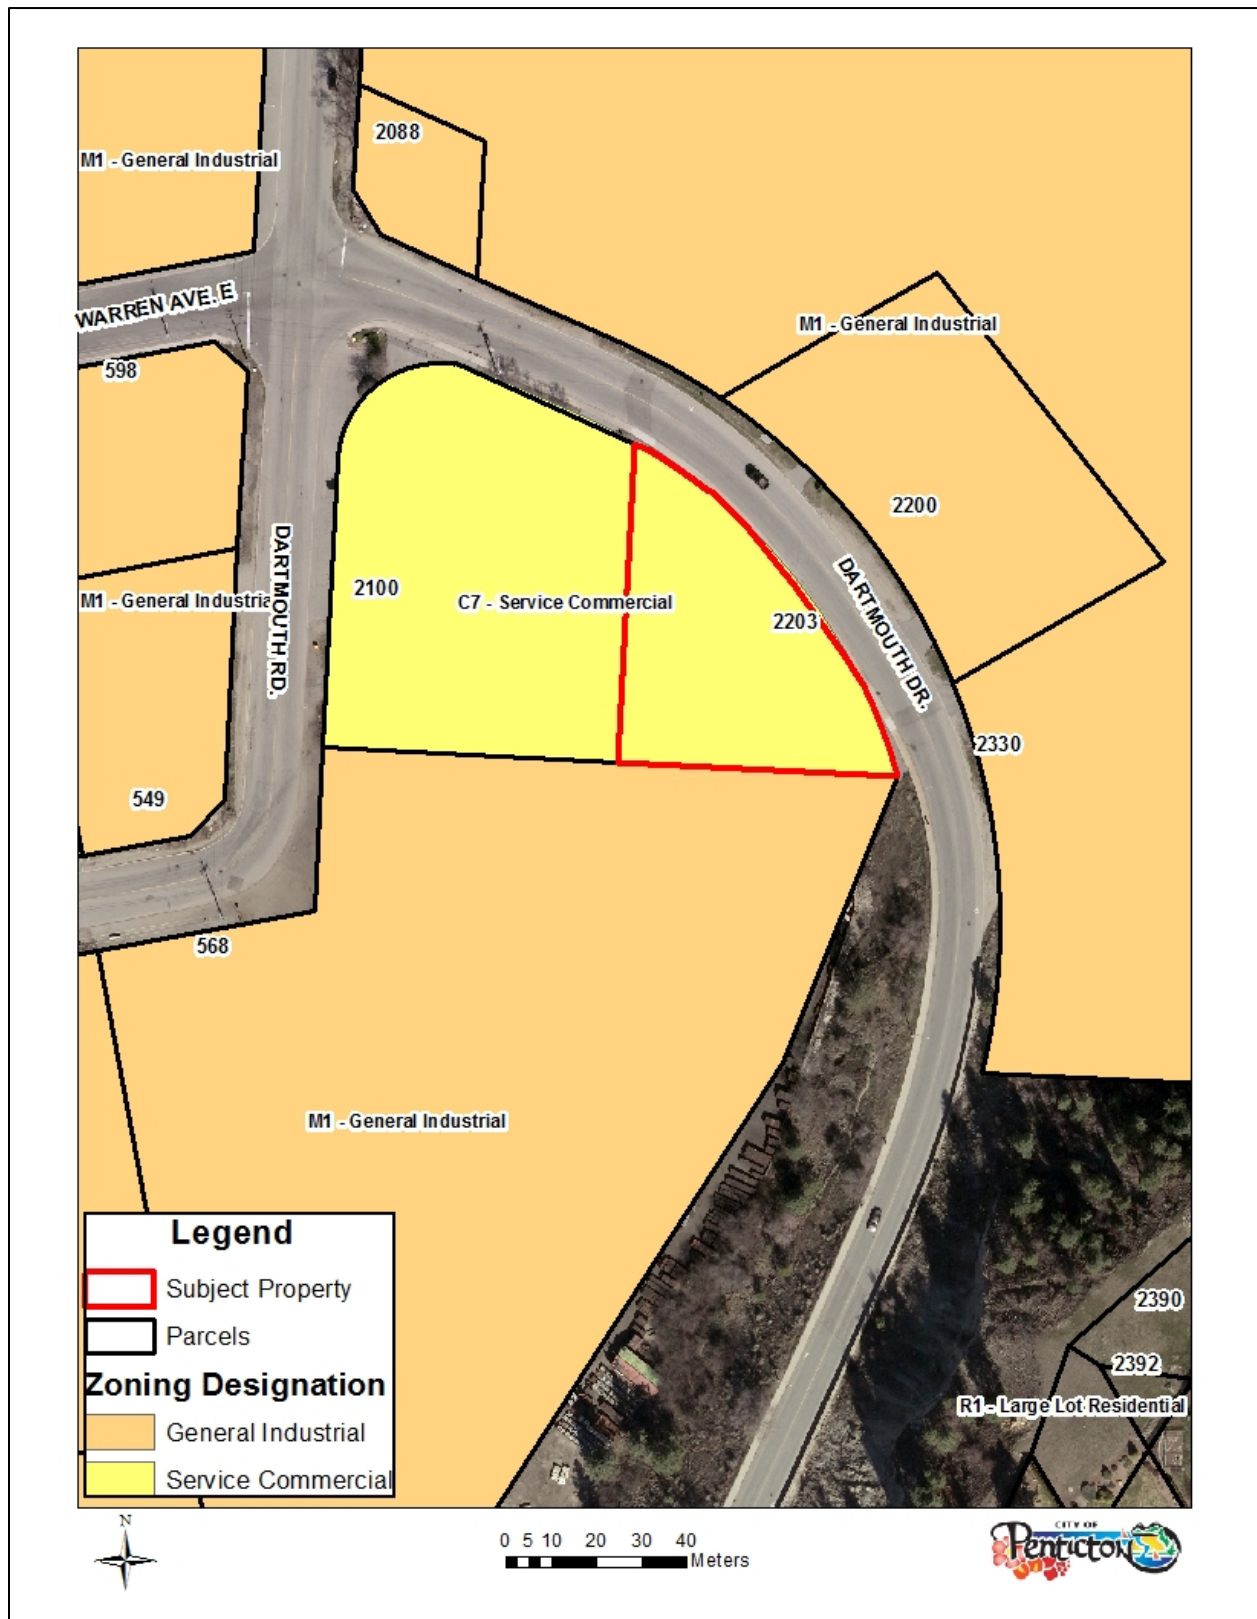 2088
M1 - General Industrial
WARREN AVE. E
M1 - General Industrial
598
2200
DARTMOUTH RD.
DARTMOUTH DR.
2100
M1 - General Industria
C7 - Service Commercial
2203
2330
549
568
M1 - General Industrial
Legend
Subject Property
Parcels
Zoning Designation
General Industrial
Service Commercial
2390
2392
R1 - Large Lot Residential
N
0 5 10 20 30 40
Meters
CITY OF
Penticton